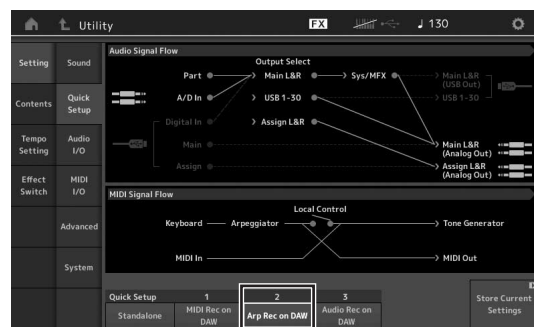 Utility
FX
130
Setting
Contents
Tempo Setting
Effect Switch
Sound
Quick Setup
Audio I/O
MIDI I/O
Advanced
System
Audio Signal Flow
Output Select
Part
Main L&R
Sys/MFX
Main L&R (USB Out)
A/D In
USB 1-30
USB 1-30
Digital In
Assign L&R
Main
Main L&R (Analog Out)
Assign
Assign L&R (Analog Out)
MIDI Signal Flow
Local Control
Keyboard
Arpeggiator
Tone Generator
MIDI In
MIDI Out
Quick Setup
1
2
3
Standalone
MIDI Rec on DAW
Arp Rec on DAW
Audio Rec on DAW
Store Current Settings